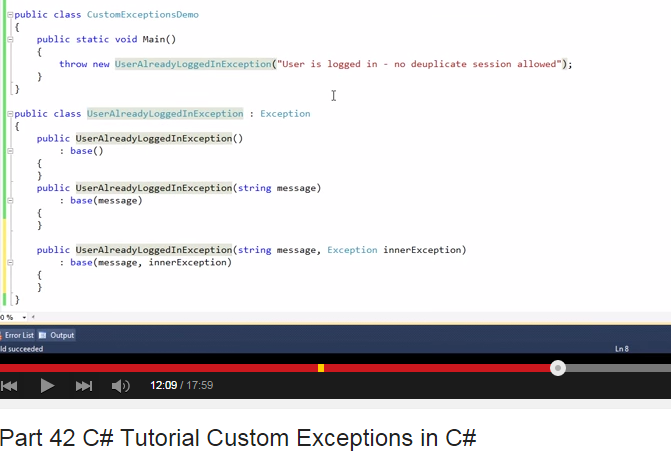 public class CustomExceptionsDemo
{
public static void Main()
{
throw new UserAlreadyLoggedInException("User is logged in - no deuplicate session allowed");
}
}
public class UserAlreadyLoggedInException : Exception
{
public UserAlreadyLoggedInException()
: base()
{
}
public UserAlreadyLoggedInException(string message)
: base(message)
{
}
public UserAlreadyLoggedInException(string message, Exception innerException)
: base(message, innerException)
{
}
}
0 %
Error List Output
ld succeeded Ln 8
12:09 / 17:59
Part 42 C# Tutorial Custom Exceptions in C#